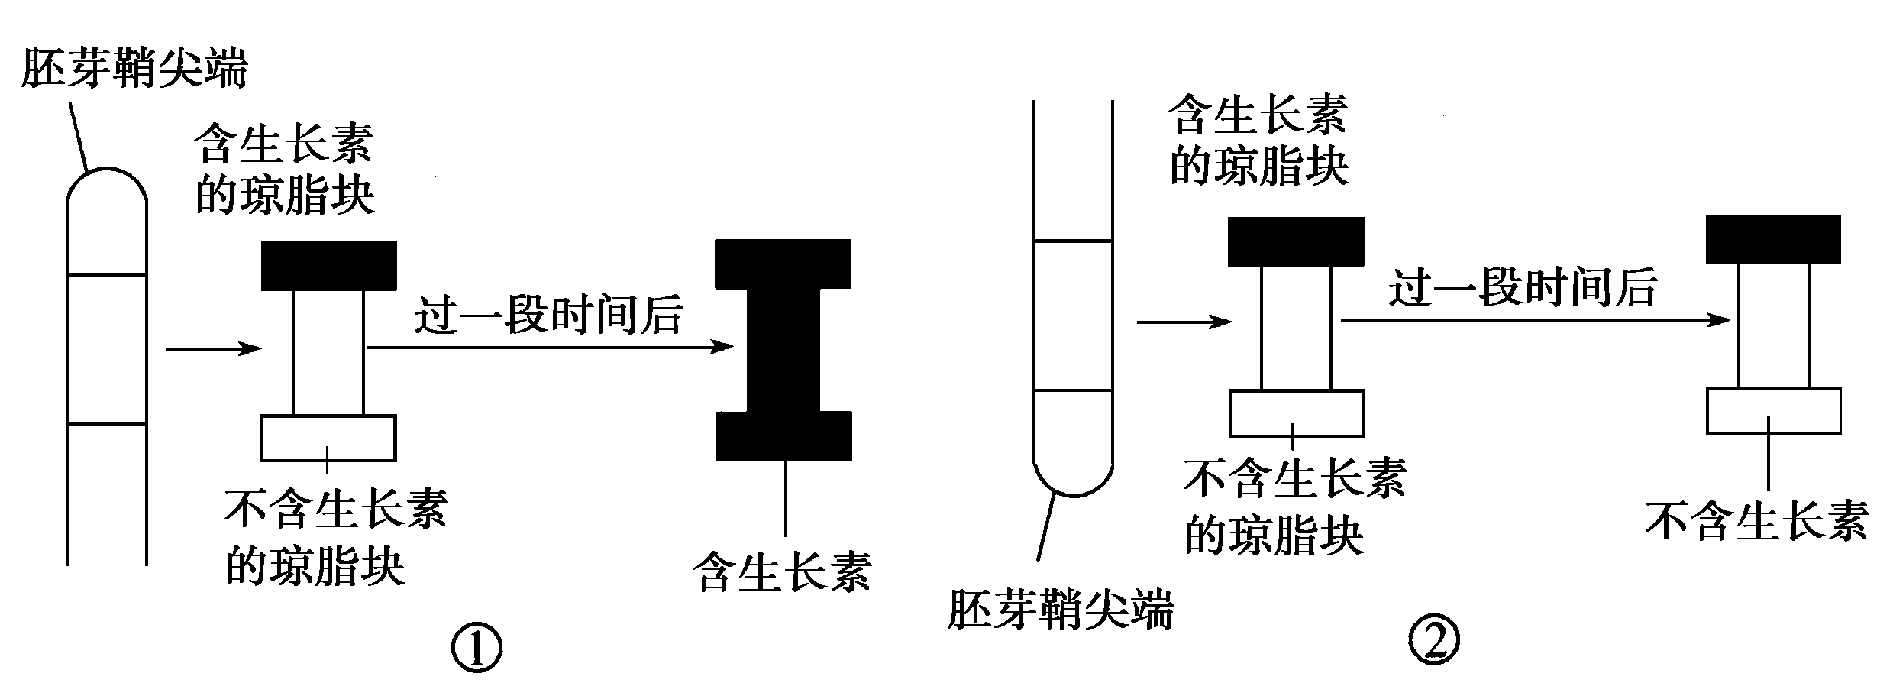 胚芽鞘尖端
含生长素
的琼脂块
过一段时间后
不含生长素
的琼脂块
含生长素
①
含生长素
的琼脂块
过一段时间后
不含生长素
的琼脂块
不含生长素
胚芽鞘尖端
②